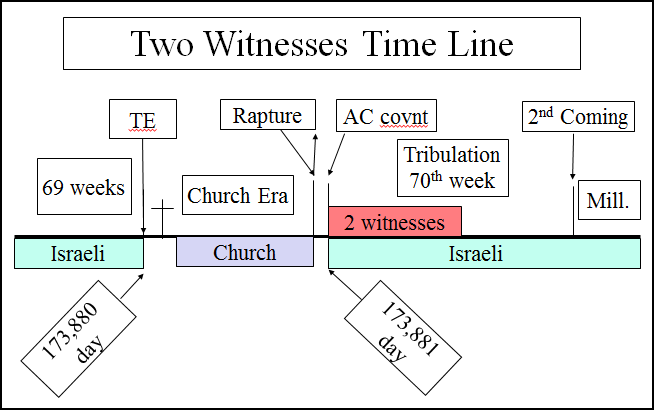 Two Witnesses Time Line
TE
Rapture
AC covnt
2nd Coming
69 weeks
Church Era
Tribulation
70th week
Mill.
2 witnesses
Israeli
Church
Israeli
173,880
day
173,881
day